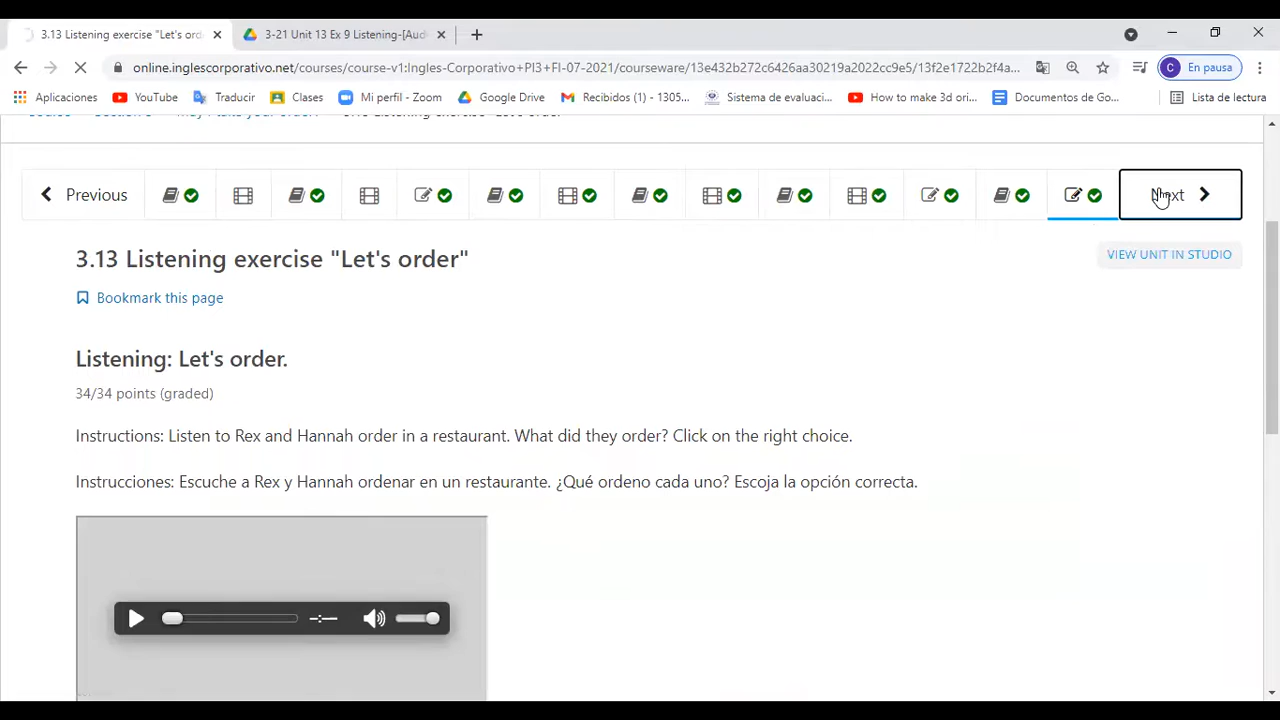 3.13 Listening exercise "Let's ord
3-21 Unit 13 Ex 9 Listening-[Aud
online.inglescorporativo.net/courses/course-v1:Ingles-Corporativo+PI3+FI-07-2021/courseware/13e432b272c6426aa30219a2022cc9e5/13f2e1722b2f4a...
C En pausa
Aplicaciones YouTube Traducir Clases Mi perfil - Zoom Google Drive Recibidos (1) - 1305... Sistema de evaluaci... How to make 3d ori... Documentos de Go... Lista de lectura
Previous Next
3.13 Listening exercise "Let's order"
VIEW UNIT IN STUDIO
Bookmark this page
Listening: Let's order.
34/34 points (graded)
Instructions: Listen to Rex and Hannah order in a restaurant. What did they order? Click on the right choice.
Instrucciones: Escuche a Rex y Hannah ordenar en un restaurante. ¿Qué ordeno cada uno? Escoja la opción correcta.
-:--